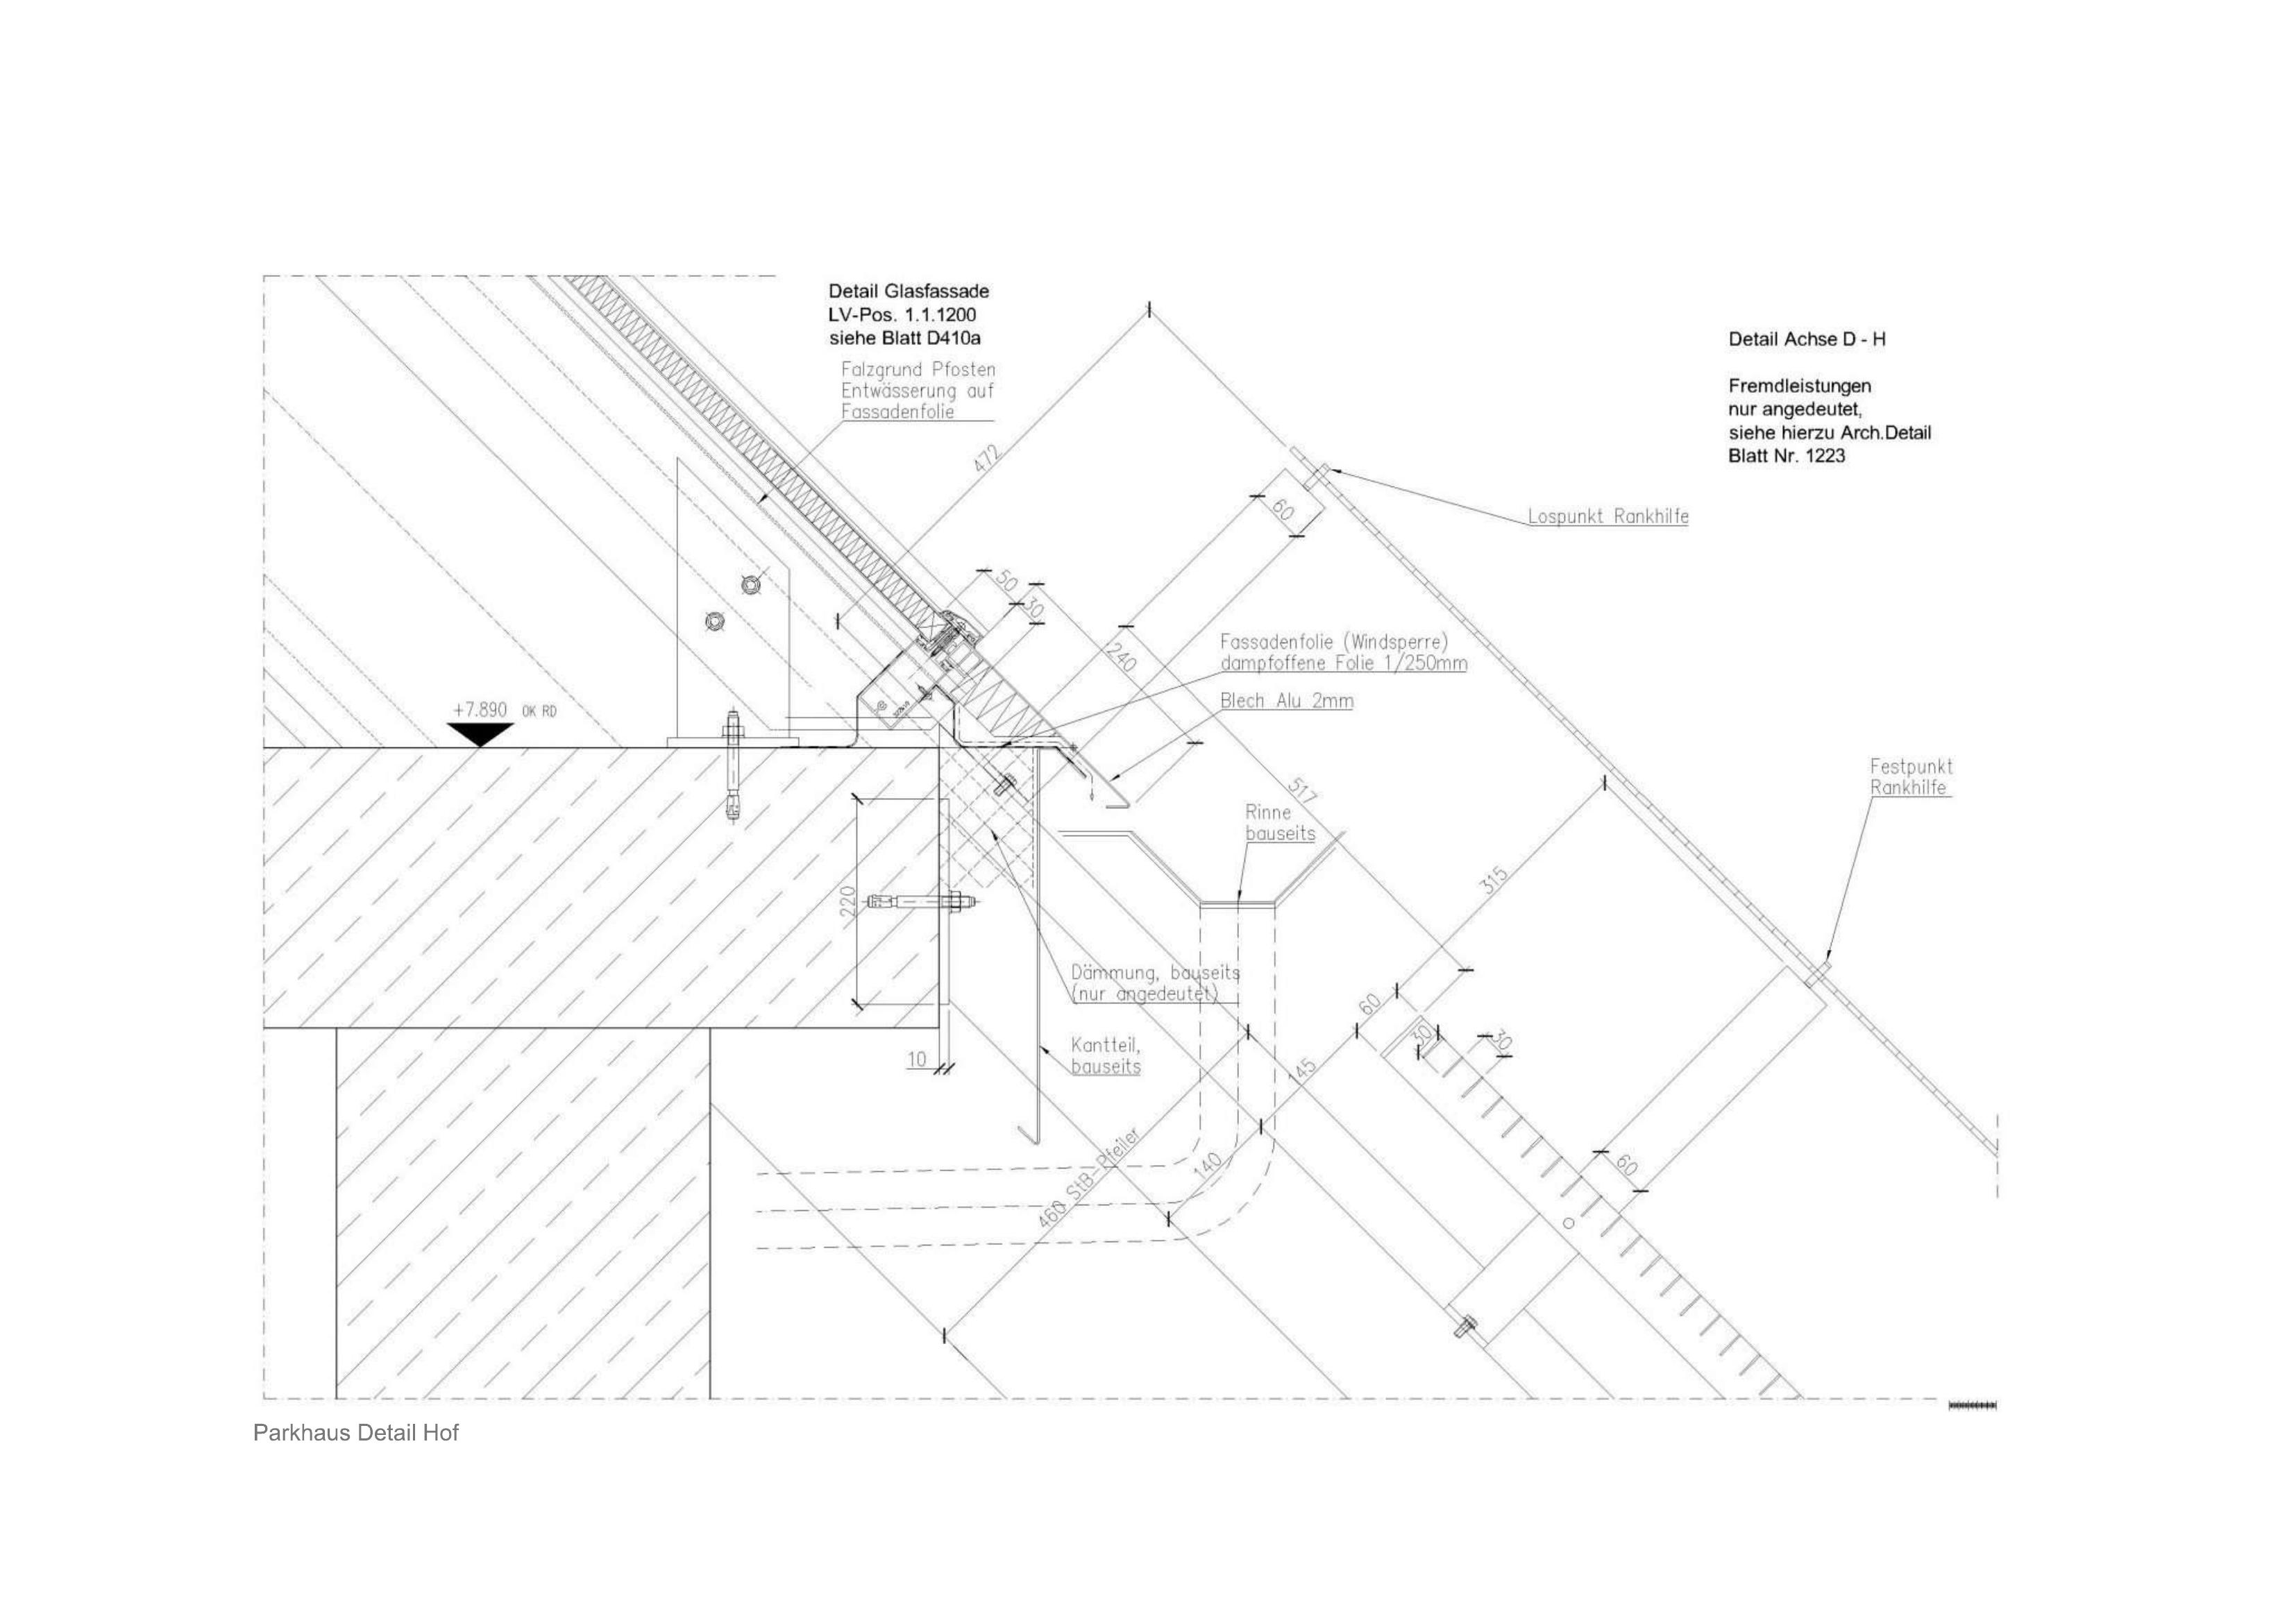 Detail Glasfassade
LV-Pos. 1.1.1200
siehe Blatt D410a
Falzgrund Pfosten
Entwässerung auf
Fassadenfolie
Detail Achse D - H
Fremdleistungen
nur angedeutet,
siehe hierzu Arch.Detail
Blatt Nr. 1223
472
60
Lospunkt Rankhilfe
50
30
240
Fassadenfolie (Windsperre)
dampfoffene Folie 1/250mm
Blech Alu 2mm
+7.890 OK RD
517
Rinne
bauseits
Festpunkt
Rankhilfe
315
220
Dämmung, bauseits
(nur angedeutet)
60
30
30
10
Kantteil,
bauseits
145
460 StB-Pfeiler
140
60
Parkhaus Detail Hof